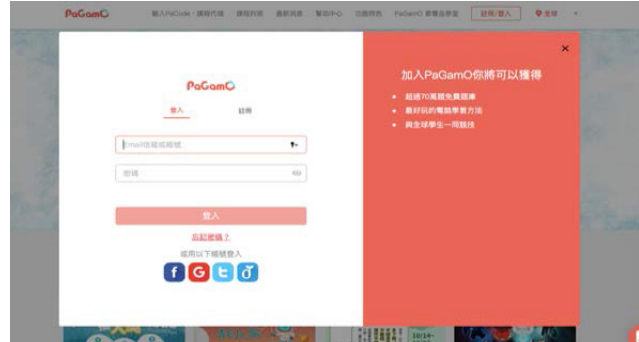 PaGamO
輸入PaCode / 課程代碼 課程列表 最新消息 幫助中心 功能特色 PaGamO 素養品學堂 註冊/登入 全球
PaGamO
登入 註冊
Email信箱或帳號
密碼
登入
忘記密碼？
或用以下帳號登入
加入PaGamO你將可以獲得
超過70萬題免費題庫
最好玩的電競學習方法
與全球學生一同競技
10/14-